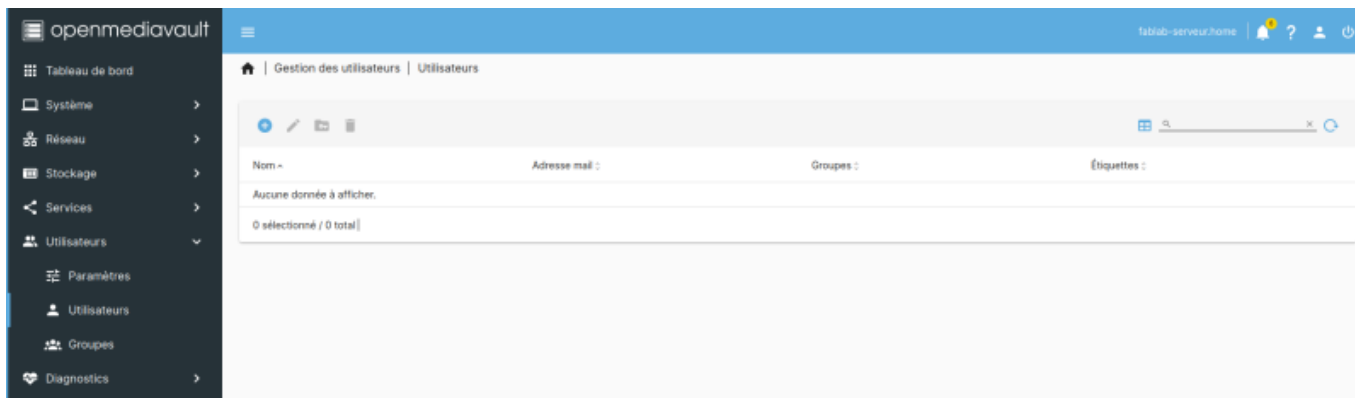 openmediavault
fablab-serveur.home
?
Tableau de bord
Gestion des utilisateurs | Utilisateurs
Système
Réseau
Nom
Adresse mail
Groupes
Étiquettes
Stockage
Aucune donnée à afficher.
Services
0 sélectionné / 0 total
Utilisateurs
Paramètres
Utilisateurs
Groupes
Diagnostics